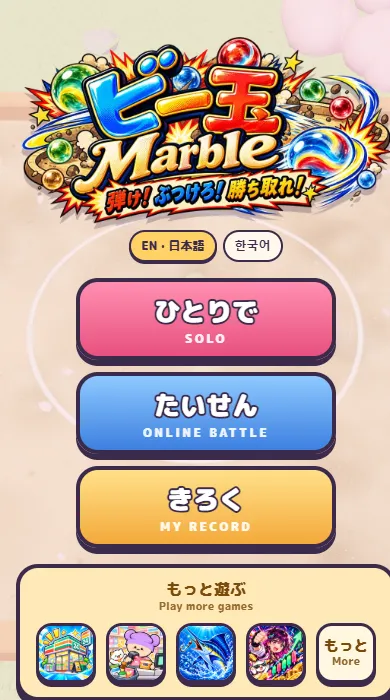 ビー玉
Marble
弾け! ぶつけろ! 勝ち取れ!
EN・日本語
한국어
ひとりで
SOLO
たいせん
ONLINE BATTLE
きろく
MY RECORD
もっと遊ぶ
Play more games
もっと
More